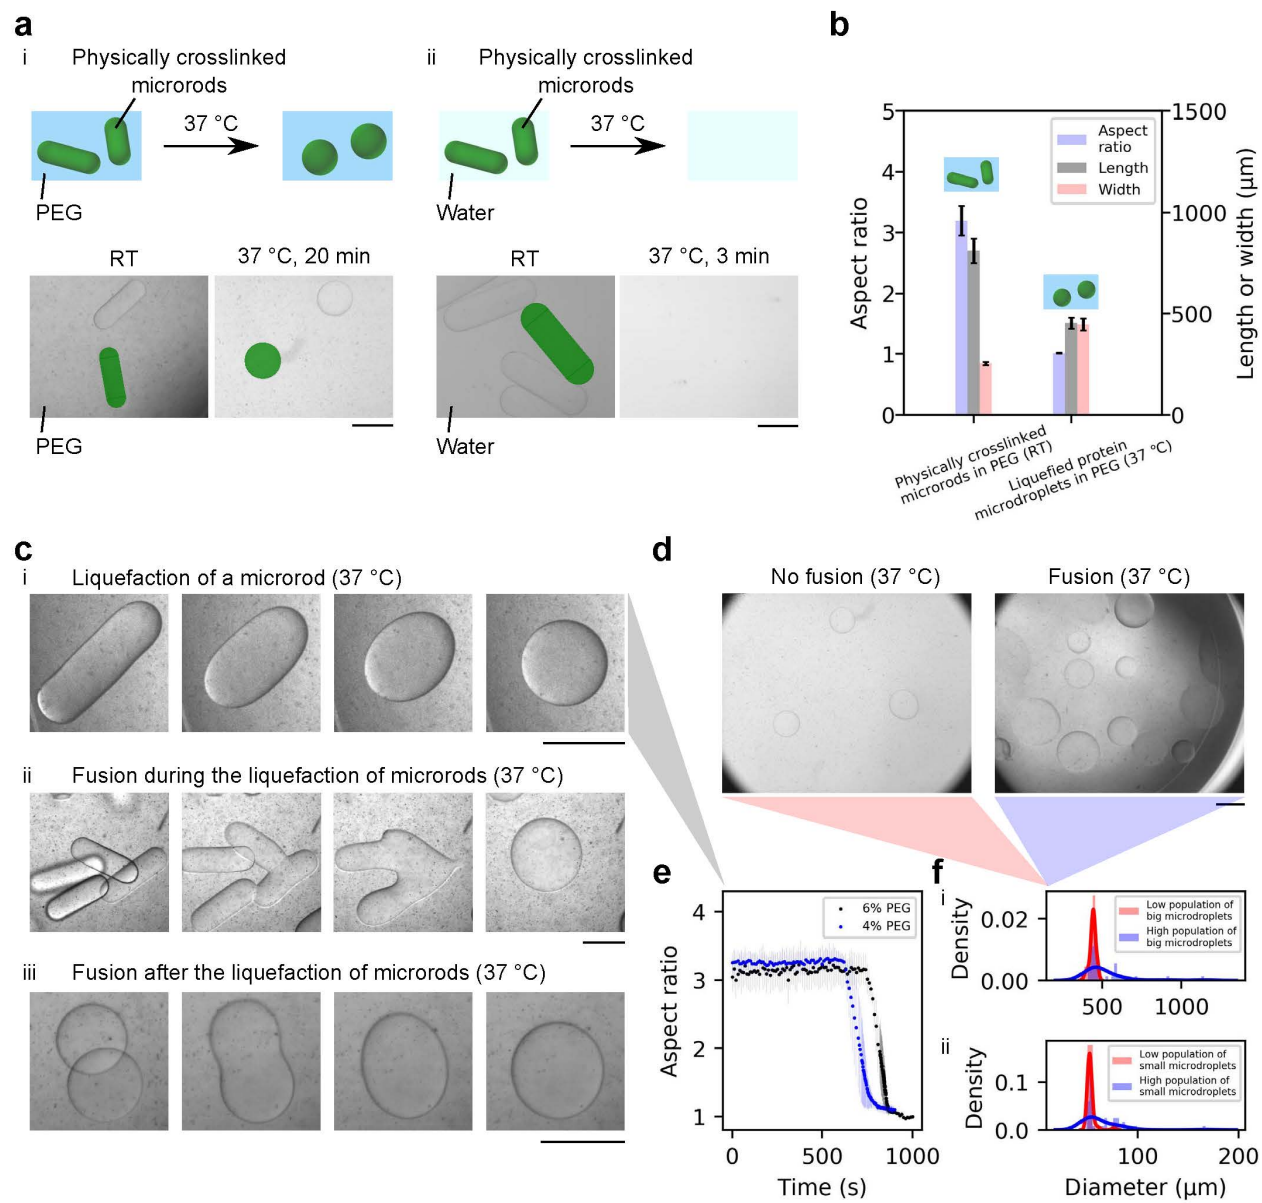 a
i Physically crosslinked
microrods
37 °C
PEG
RT
37 °C, 20 min
PEG
ii Physically crosslinked
microrods
37 °C
Water
RT
37 °C, 3 min
Water
b
5
4
3
2
1
0
Aspect ratio
1500
1000
500
0
Length or width (µm)
Aspect
ratio
Length
Width
Physically crosslinked
microrods in PEG (RT)
Liquefied protein
microdroplets in PEG (37 °C)
c
i Liquefaction of a microrod (37 °C)
ii Fusion during the liquefaction of microrods (37 °C)
iii Fusion after the liquefaction of microrods (37 °C)
d
No fusion (37 °C)
Fusion (37 °C)
e
4
3
2
1
Aspect ratio
6% PEG
4% PEG
0 500 1000
Time (s)
f
i
Density
0.02
0.00
Low population of
big microdroplets
High population of
big microdroplets
500 1000
ii
Density
0.1
0.0
Low population of
small microdroplets
High population of
small microdroplets
100 200
Diameter (µm)